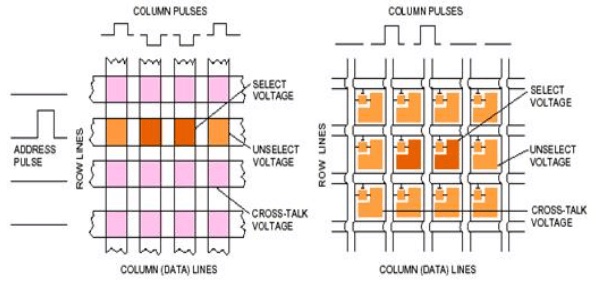 COLUMN PULSES
SELECT
VOLTAGE
ADDRESS
PULSE
ROW LINES
UNSELECT
VOLTAGE
CROSS-TALK
VOLTAGE
COLUMN (DATA) LINES
COLUMN PULSES
SELECT
VOLTAGE
ROW LINES
UNSELECT
VOLTAGE
CROSS-TALK
VOLTAGE
COLUMN (DATA) LINES